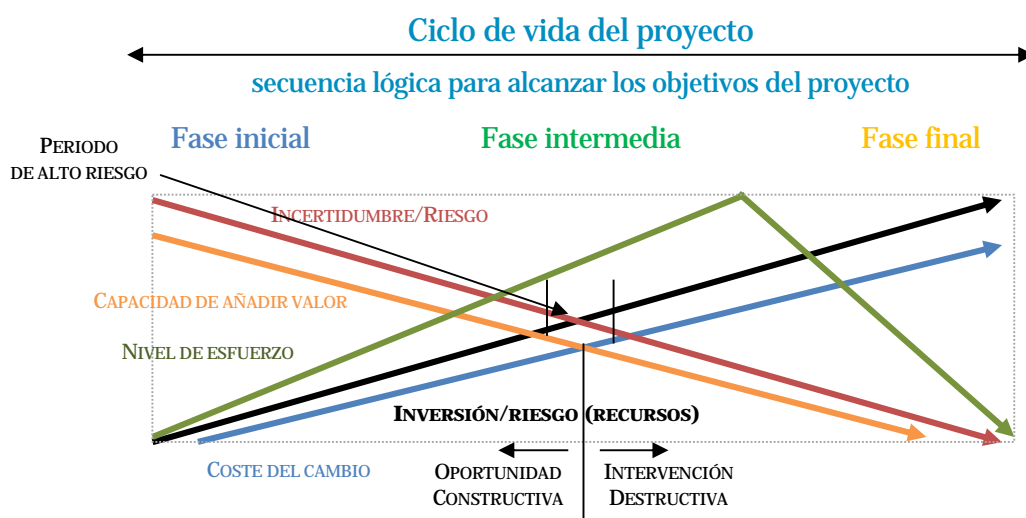 Ciclo de vida del proyecto
secuencia lógica para alcanzar los objetivos del proyecto
Fase inicial
Fase intermedia
Fase final
PERIODO
DE ALTO RIESGO
INCERTIDUMBRE/RIESGO
CAPACIDAD DE AÑADIR VALOR
NIVEL DE ESFUERZO
INVERSIÓN/RIESGO (RECURSOS)
COSTE DEL CAMBIO
OPORTUNIDAD
CONSTRUCTIVA
INTERVENCIÓN
DESTRUCTIVA